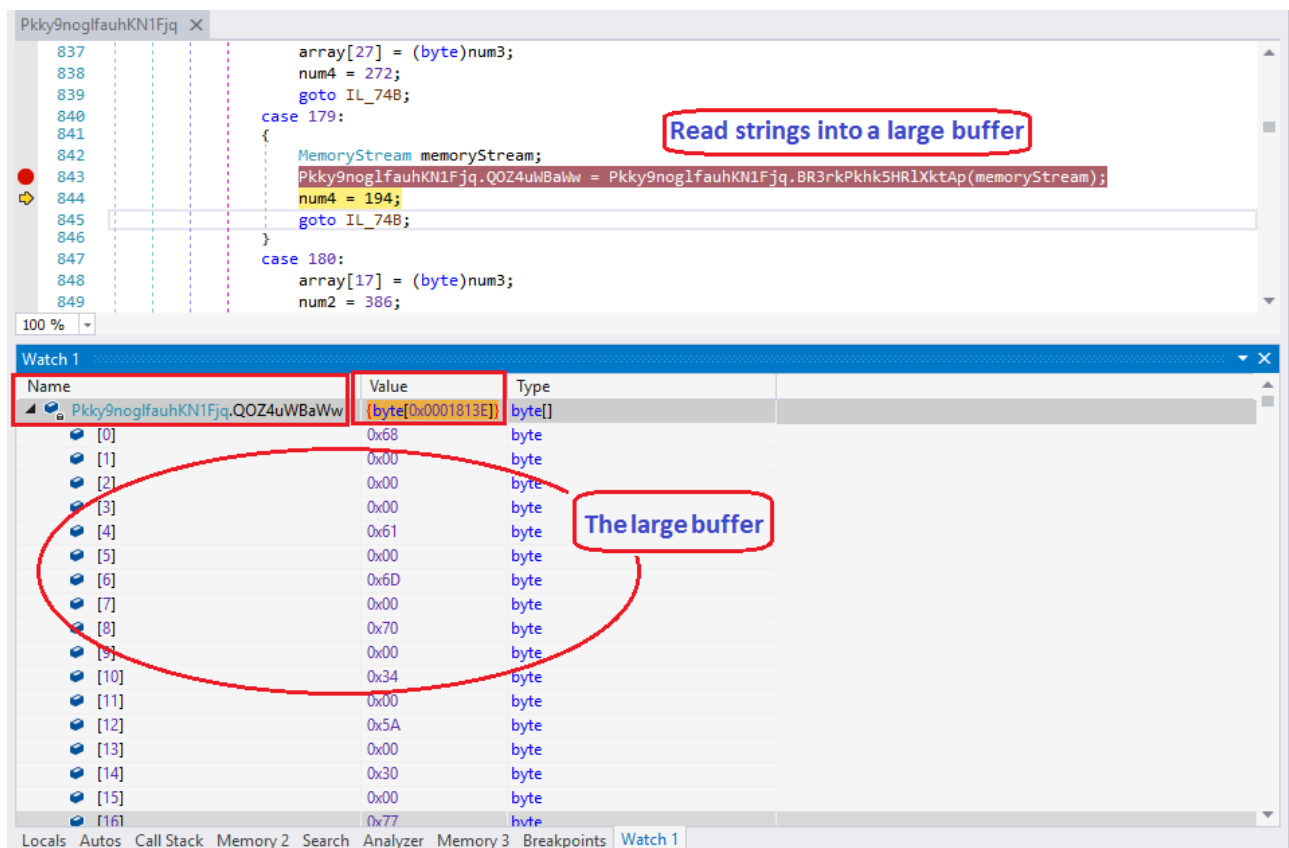 Pkky9noglfauhKN1Fjq
837 array[27] = (byte)num3;
838 num4 = 272;
839 goto IL_74B;
840 case 179:
841 {
Read strings into a large buffer
842 MemoryStream memoryStream;
843 Pkky9noglfauhKN1Fjq.QOZ4uWBaWw = Pkky9noglfauhKN1Fjq.BR3rkPkhk5HRlXktAp(memoryStream);
844 num4 = 194;
845 goto IL_74B;
846 }
847 case 180:
848 array[17] = (byte)num3;
849 num2 = 386;
100 %
Watch 1
Name Value Type
Pkky9noglfauhKN1Fjq.QOZ4uWBaWw {byte[0x0001813E]} byte[]
[0] 0x68 byte
[1] 0x00 byte
[2] 0x00 byte
[3] 0x00 byte
[4] 0x61 byte
The large buffer
[5] 0x00 byte
[6] 0x6D byte
[7] 0x00 byte
[8] 0x70 byte
[9] 0x00 byte
[10] 0x34 byte
[11] 0x00 byte
[12] 0x5A byte
[13] 0x00 byte
[14] 0x30 byte
[15] 0x00 byte
[16] 0x77 byte
Locals Autos Call Stack Memory 2 Search Analyzer Memory 3 Breakpoints Watch 1